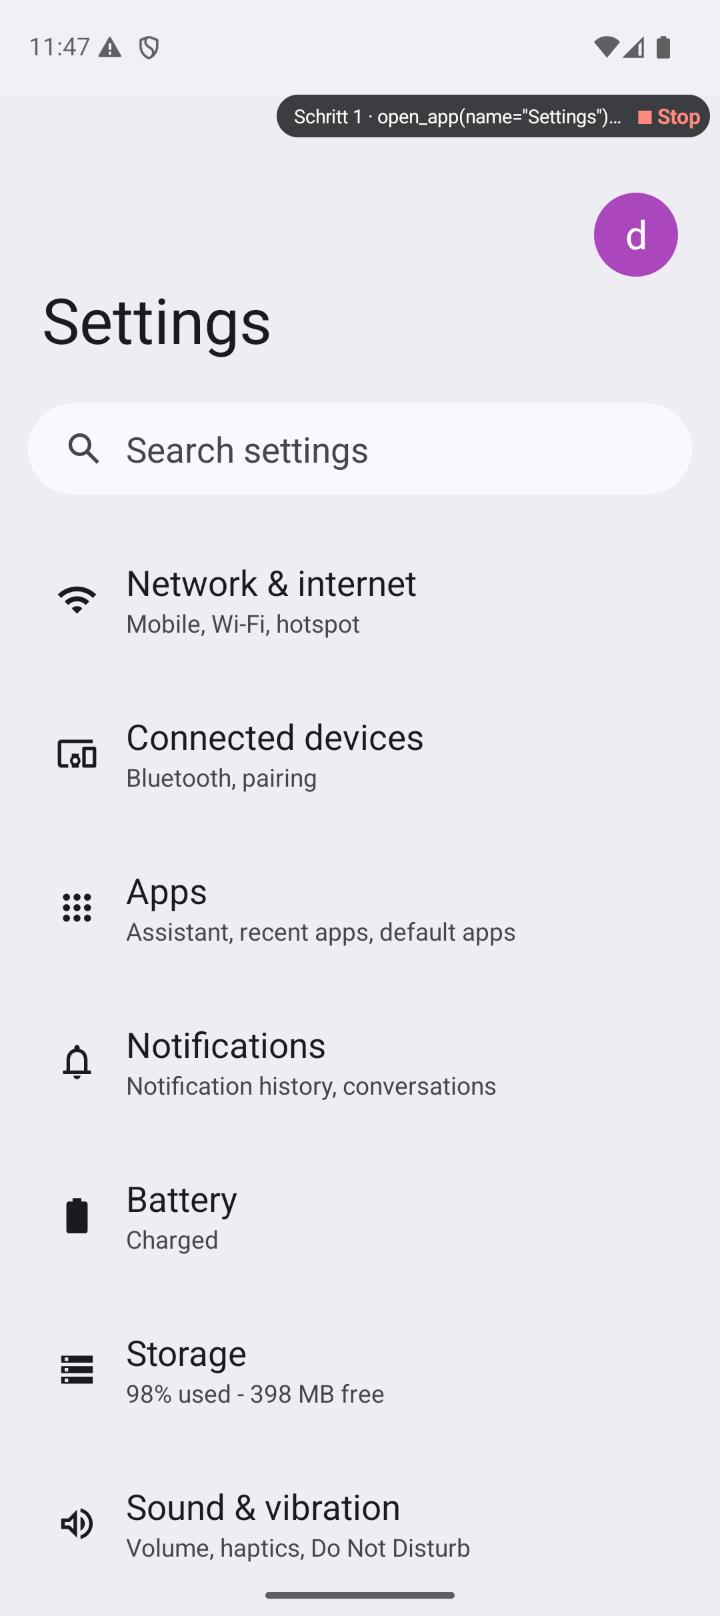 11:47
Schritt 1 · open_app(name="Settings")... Stop
d
Settings
Search settings
Network & internet
Mobile, Wi-Fi, hotspot
Connected devices
Bluetooth, pairing
Apps
Assistant, recent apps, default apps
Notifications
Notification history, conversations
Battery
Charged
Storage
98% used - 398 MB free
Sound & vibration
Volume, haptics, Do Not Disturb